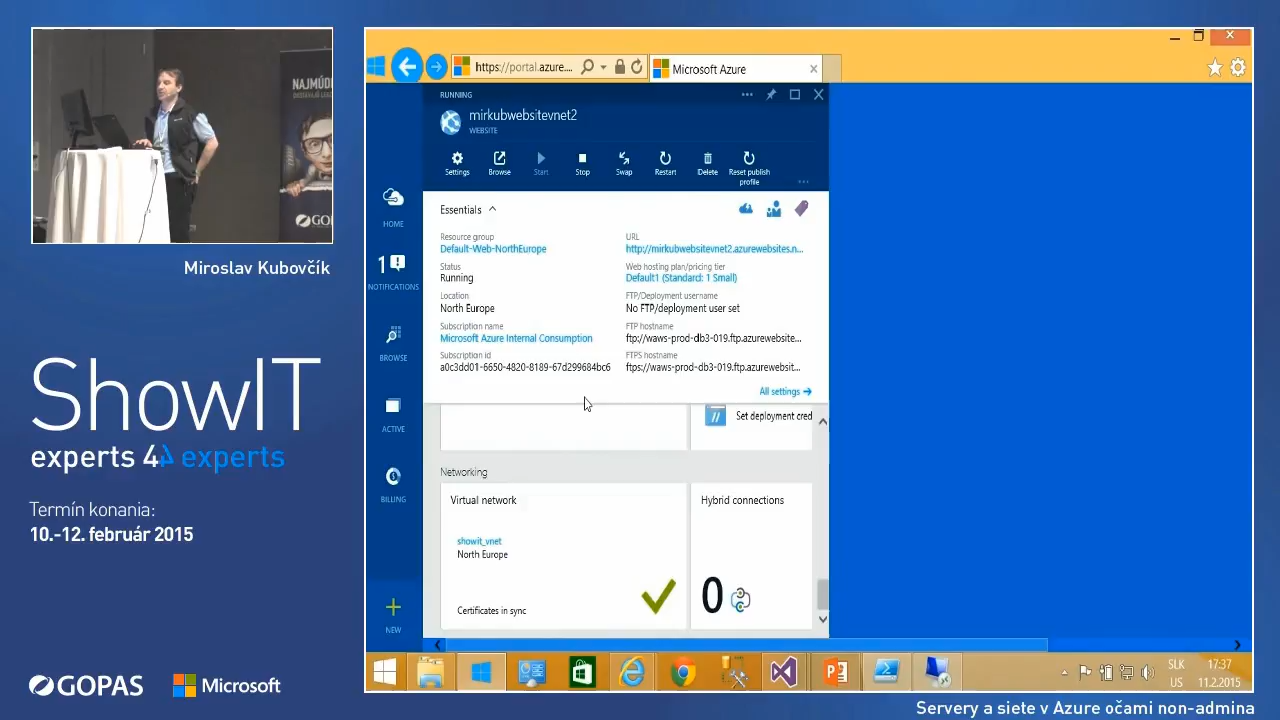 NAJMÚD
GOPAS
Miroslav Kubovčík
ShowIT
experts 4 experts
Termín konania:
10.-12. február 2015
GOPAS
Microsoft
https://portal.azure....
Microsoft Azure
RUNNING
mirkubwebsitevnet2
WEBSITE
Settings
Browse
Start
Stop
Swap
Restart
Delete
Reset publish
profile
HOME
1
NOTIFICATIONS
BROWSE
ACTIVE
BILLING
NEW
Essentials
Resource group
Default-Web-NorthEurope
Status
Running
Location
North Europe
Subscription name
Microsoft Azure Internal Consumption
Subscription id
a0c3dd01-6650-4820-8189-67d299684bc6
URL
http://mirkubwebsitevnet2.azurewebsites.n...
Web hosting plan/pricing tier
Default1 (Standard: 1 Small)
FTP/Deployment username
No FTP/deployment user set
FTP hostname
ftp://waws-prod-db3-019.ftp.azurewebsite...
FTPS hostname
ftps://waws-prod-db3-019.ftp.azurewebsit...
All settings
Set deployment cred
Networking
Virtual network
showit_vnet
North Europe
Certificates in sync
Hybrid connections
0
SLK
US
17:37
11.2.2015
Servery a siete v Azure očami non-admina